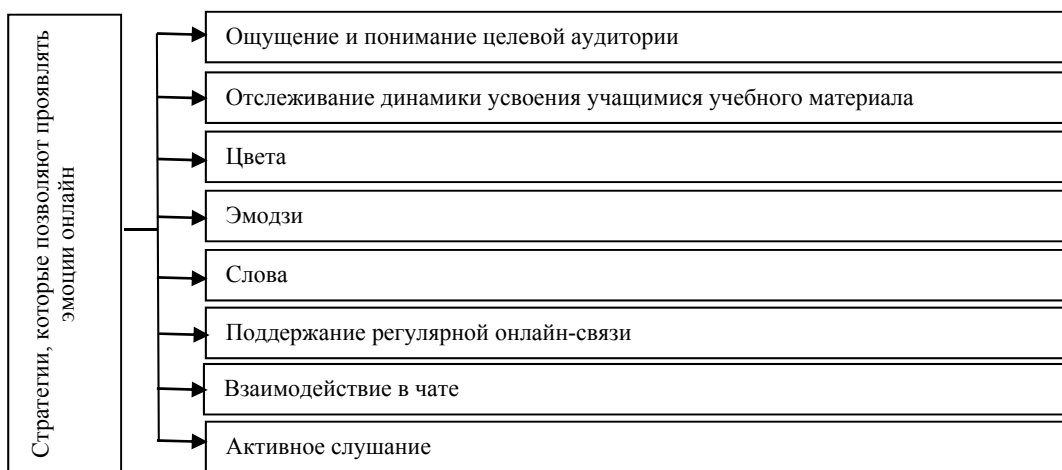 Стратегии, которые позволяют проявлять
эмоции онлайн
Ощущение и понимание целевой аудитории
Отслеживание динамики усвоения учащимися учебного материала
Цвета
Эмодзи
Слова
Поддержание регулярной онлайн-связи
Взаимодействие в чате
Активное слушание